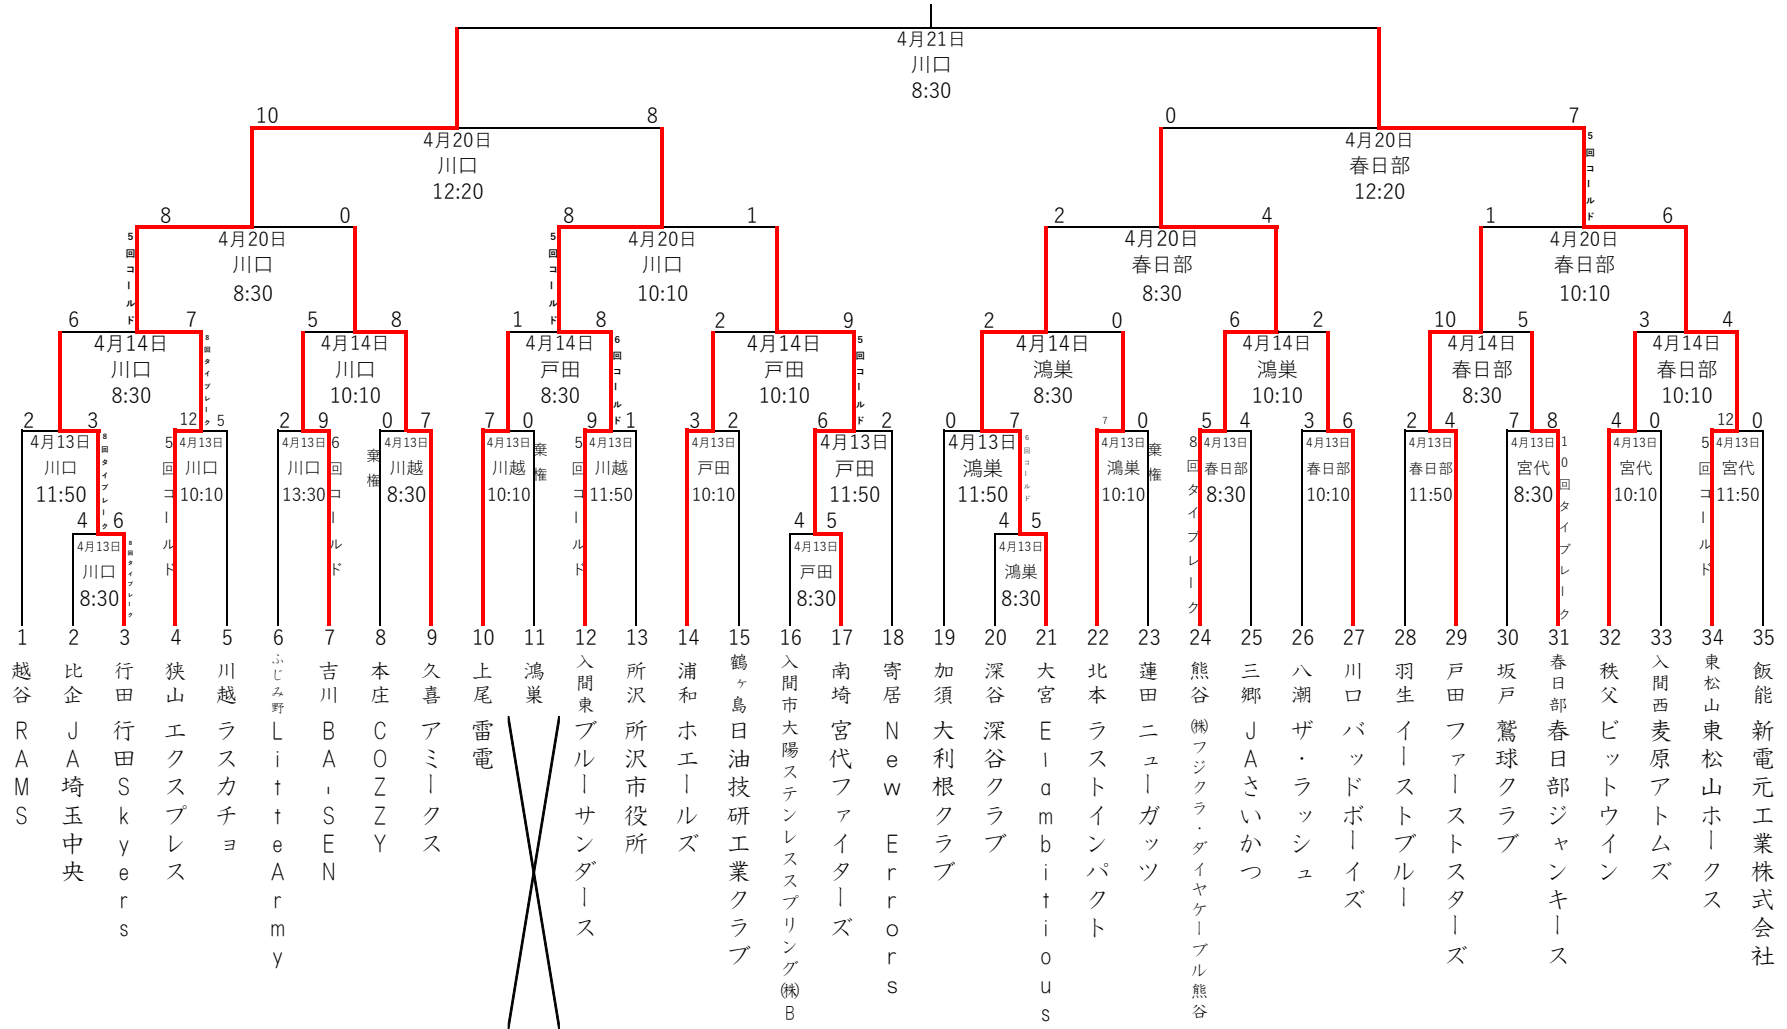 4月21日
川口
8:30
10
8
0
7
4月20日
川口
12:20
4月20日
春日部
12:20
5回コールド
8
0
8
1
2
4
1
6
4月20日
川口
8:30
4月20日
川口
10:10
4月20日
春日部
8:30
4月20日
春日部
10:10
5回コールド
5回コールド
6
7
5
8
1
8
2
9
2
0
6
2
10
5
3
4
4月14日
川口
8:30
4月14日
川口
10:10
4月14日
戸田
8:30
4月14日
戸田
10:10
4月14日
鴻巣
8:30
4月14日
鴻巣
10:10
4月14日
春日部
8:30
4月14日
春日部
10:10
8回タイブレーク
6回コールド
5回コールド
2
3
12
5
2
9
0
7
7
0
9
1
3
2
6
2
0
7
7
0
5
4
3
6
2
4
7
8
4
0
12
0
4月13日
川口
11:50
8回タイブレーク
5回コールド
4月13日
川口
10:10
4月13日
川口
13:30
6回コールド
棄権
4月13日
川越
8:30
4月13日
川越
10:10
棄権
5回コールド
4月13日
川越
11:50
4月13日
戸田
10:10
4月13日
戸田
11:50
4月13日
鴻巣
11:50
6回コールド
4月13日
鴻巣
10:10
棄権
8回タイブレーク
4月13日
春日部
8:30
4月13日
春日部
10:10
4月13日
春日部
11:50
4月13日
宮代
8:30
10回タイブレーク
4月13日
宮代
10:10
5回コールド
4月13日
宮代
11:50
4
6
4
5
4
5
4月13日
川口
8:30
8回タイブレーク
4月13日
戸田
8:30
4月13日
鴻巣
8:30
1 越谷 RAMS
2 比企 JA埼玉中央
3 行田 行田Skyers
4 狭山 エクスプレス
5 川越 ラスカチョ
6 ふじみ野 LitteArmy
7 吉川 BA-SEN
8 本庄 COZZY
9 久喜 アミークス
10 上尾 雷電
11 鴻巣
12 入間東 ブルーサンダース
13 所沢 所沢市役所
14 浦和 ホエールズ
15 鶴ヶ島 日油技研工業クラブ
16 入間市 大陽ステンレススプリング㈱B
17 南埼 宮代ファイターズ
18 寄居 New Errors
19 加須 大利根クラブ
20 深谷 深谷クラブ
21 大宮 Elambitious
22 北本 ラストインパクト
23 蓮田 ニューガッツ
24 熊谷 ㈱フジクラ・ダイヤケーブル熊谷
25 三郷 JAさいかつ
26 八潮 ザ・ラッシュ
27 川口 バッドボーイズ
28 羽生 イーストブルー
29 戸田 ファーストスターズ
30 坂戸 鷲球クラブ
31 春日部 春日部ジャンキース
32 秩父 ビットウイン
33 入間西 麦原アトムズ
34 東松山 東松山ホークス
35 飯能 新電元工業株式会社